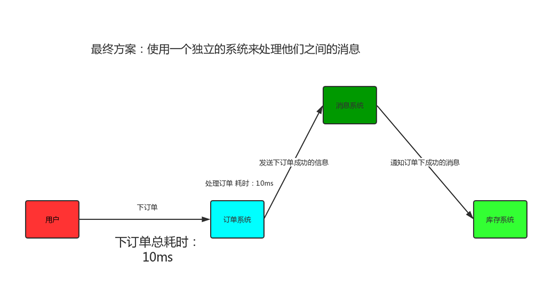 最终方案：使用一个独立的系统来处理他们之间的消息
消息系统
发送下订单成功的信息
通知订单下成功的消息
处理订单 耗时：10ms
下订单
用户
订单系统
库存系统
下订单总耗时：
10ms